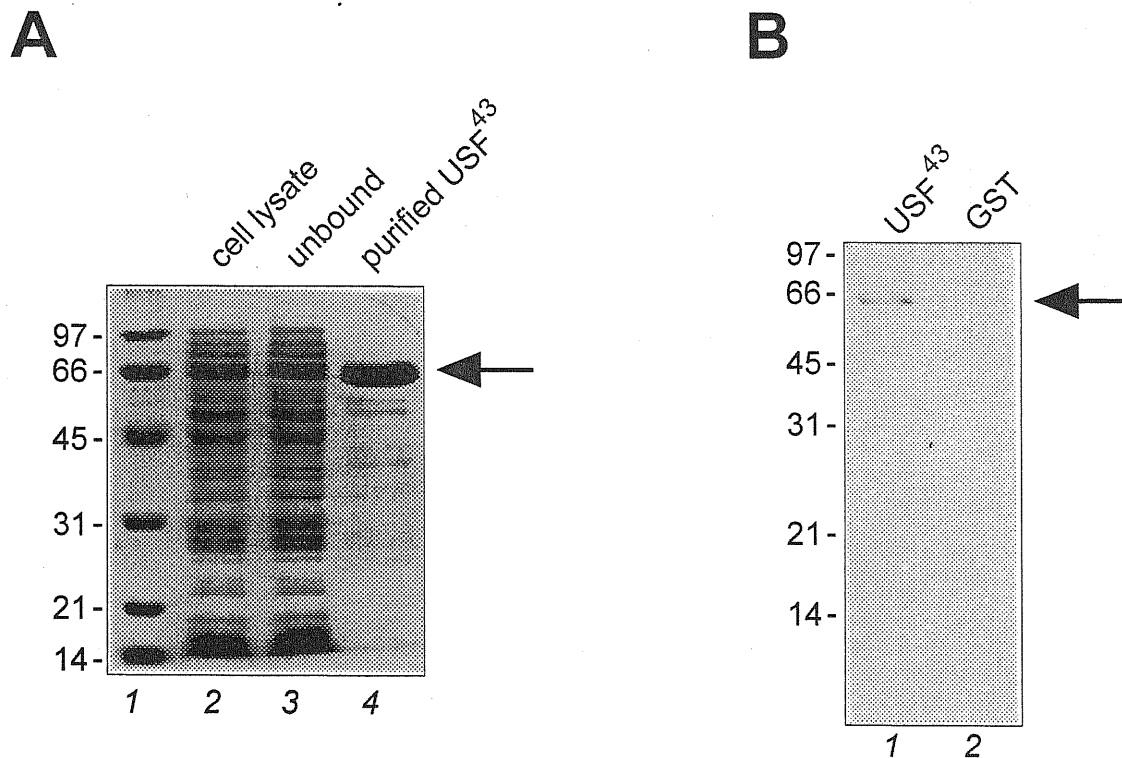 A
cell lysate
unbound
purified USF⁴³
97-
66-
45-
31-
21-
14-
1 2 3 4
B
USF⁴³
GST
97-
66-
45-
31-
21-
14-
1 2